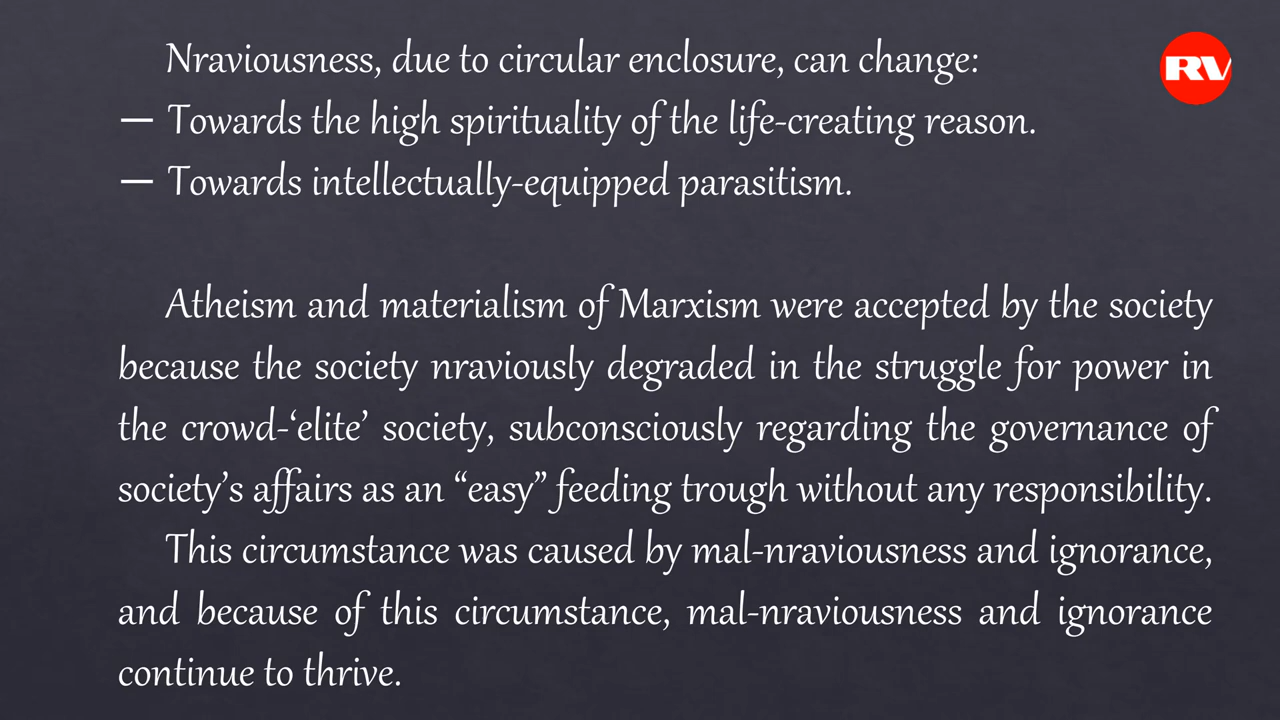 Nraviousness, due to circular enclosure, can change:
RV
— Towards the high spirituality of the life-creating reason.
— Towards intellectually-equipped parasitism.
Atheism and materialism of Marxism were accepted by the society
because the society nraviously degraded in the struggle for power in
the crowd-‘elite’ society, subconsciously regarding the governance of
society’s affairs as an “easy” feeding trough without any responsibility.
This circumstance was caused by mal-nraviousness and ignorance,
and because of this circumstance, mal-nraviousness and ignorance
continue to thrive.